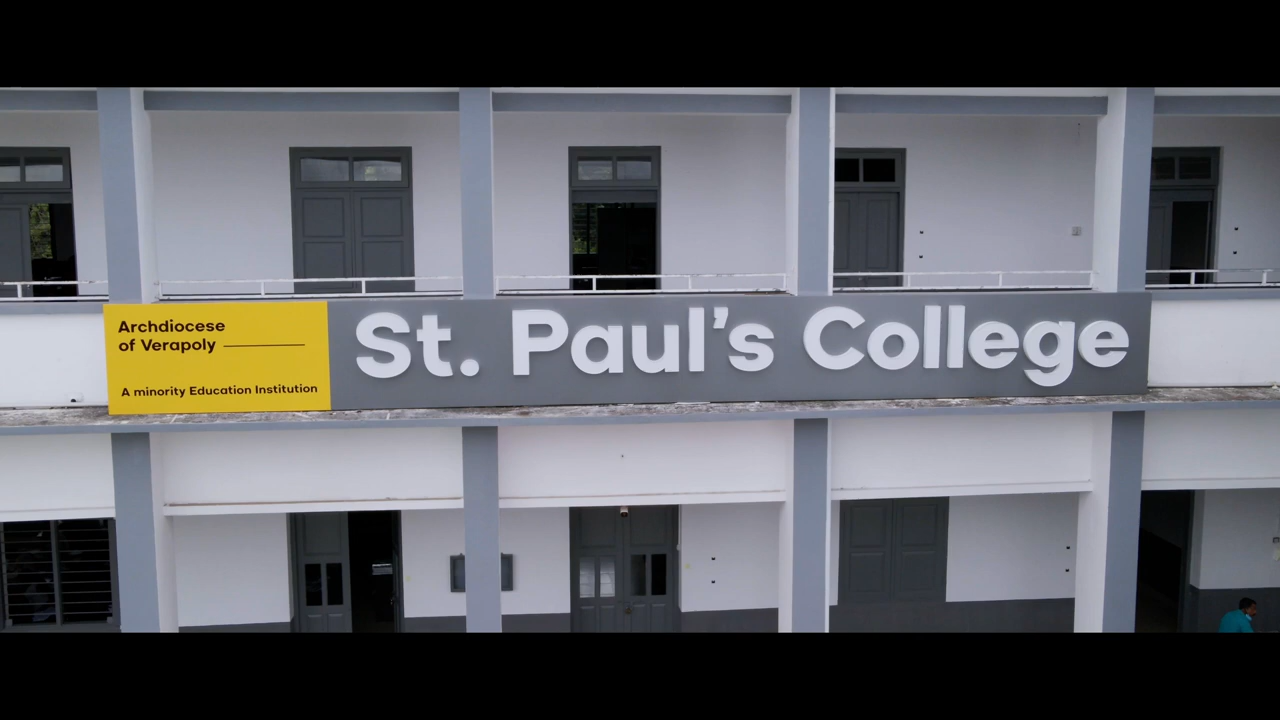 Archdiocese
of Verapoly
A minority Education Institution
St. Paul's College